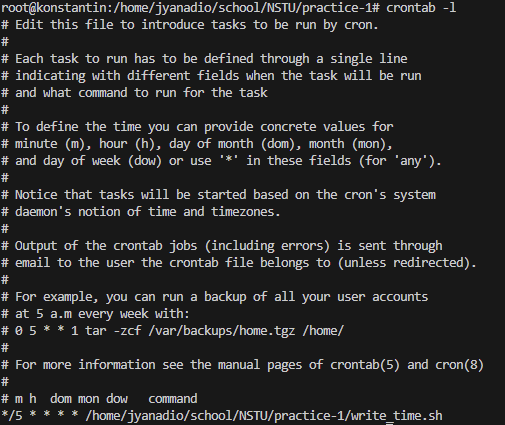 root@konstantin:/home/jyanadio/school/NSTU/practice-1# crontab -l
# Edit this file to introduce tasks to be run by cron.
#
# Each task to run has to be defined through a single line
# indicating with different fields when the task will be run
# and what command to run for the task
#
# To define the time you can provide concrete values for
# minute (m), hour (h), day of month (dom), month (mon),
# and day of week (dow) or use '*' in these fields (for 'any').
#
# Notice that tasks will be started based on the cron's system
# daemon's notion of time and timezones.
#
# Output of the crontab jobs (including errors) is sent through
# email to the user the crontab file belongs to (unless redirected).
#
# For example, you can run a backup of all your user accounts
# at 5 a.m every week with:
# 0 5 * * 1 tar -zcf /var/backups/home.tgz /home/
#
# For more information see the manual pages of crontab(5) and cron(8)
#
# m h  dom mon dow   command
*/5 * * * * /home/jyanadio/school/NSTU/practice-1/write_time.sh